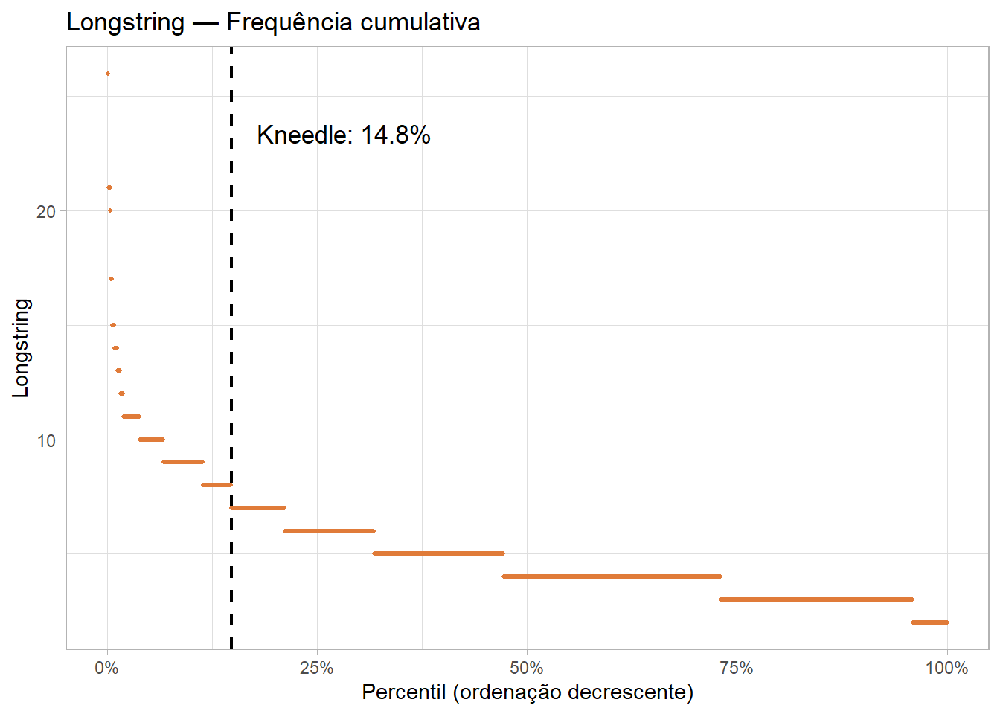 Longstring — Frequência cumulativa
Kneedle: 14.8%
20
10
Longstring
0%
25%
50%
75%
100%
Percentil (ordenação decrescente)